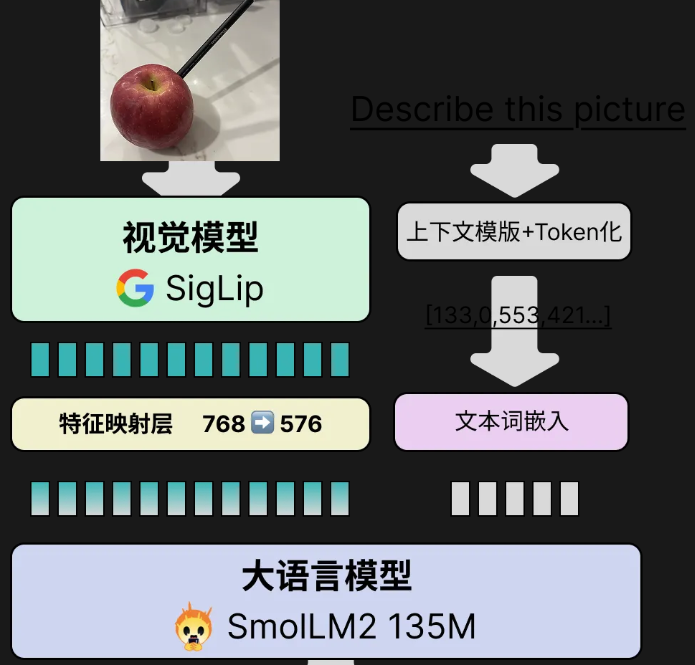 Describe this picture
视觉模型
SigLip
上下文模版+Token化
[133,0,553,421...]
特征映射层 768➡️576
文本词嵌入
大语言模型
SmolLM2 135M